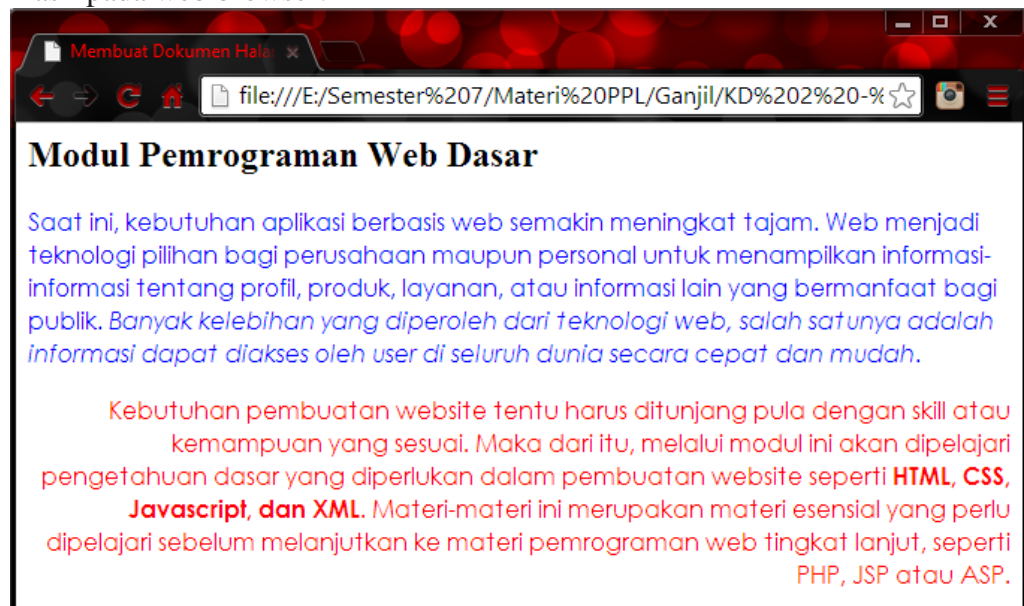 Membuat Dokumen Hala
file:///E:/Semester%207/Materi%20PPL/Ganjil/KD%202%20-%
Modul Pemrograman Web Dasar
Saat ini, kebutuhan aplikasi berbasis web semakin meningkat tajam. Web menjadi
teknologi pilihan bagi perusahaan maupun personal untuk menampilkan informasi-
informasi tentang profil, produk, layanan, atau informasi lain yang bermanfaat bagi
publik. Banyak kelebihan yang diperoleh dari teknologi web, salah satunya adalah
informasi dapat diakses oleh user di seluruh dunia secara cepat dan mudah.
Kebutuhan pembuatan website tentu harus ditunjang pula dengan skill atau
kemampuan yang sesuai. Maka dari itu, melalui modul ini akan dipelajari
pengetahuan dasar yang diperlukan dalam pembuatan website seperti HTML, CSS,
Javascript, dan XML. Materi-materi ini merupakan materi esensial yang perlu
dipelajari sebelum melanjutkan ke materi pemrograman web tingkat lanjut, seperti
PHP, JSP atau ASP.